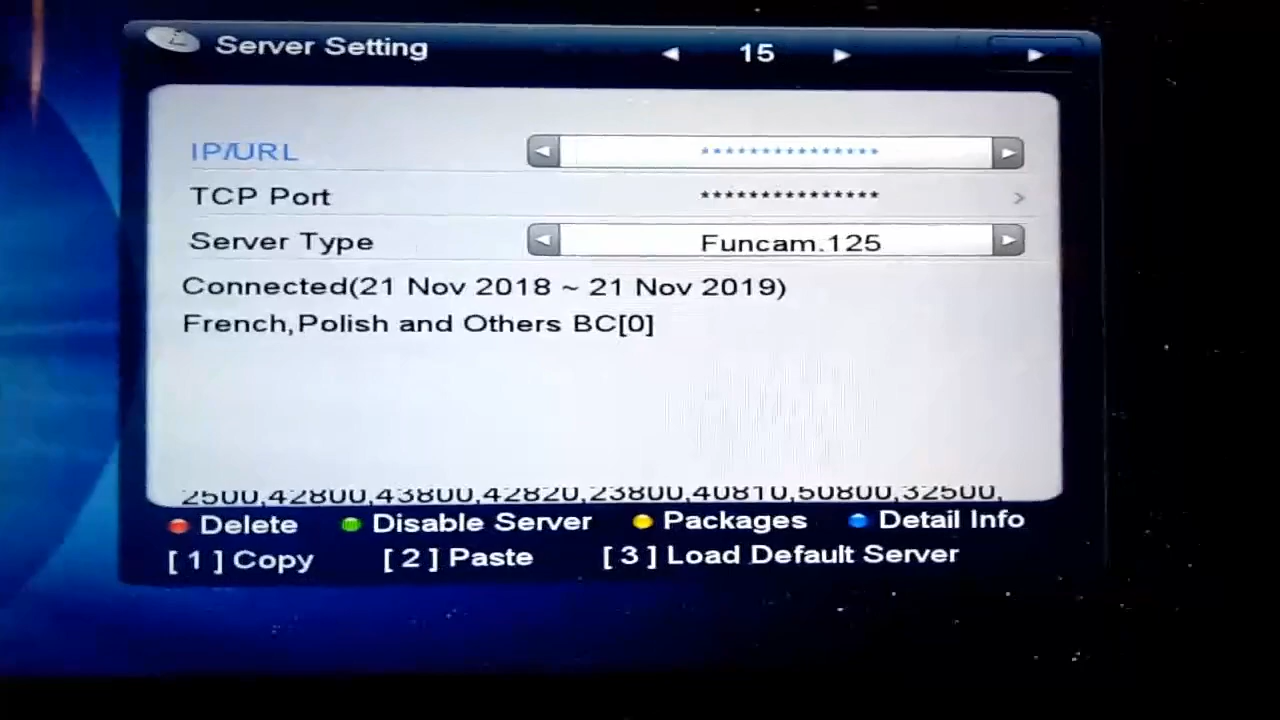 Server Setting 15
IP/URL ***************
TCP Port ***************
Server Type Funcam.125
Connected(21 Nov 2018 ~ 21 Nov 2019)
French,Polish and Others BC[0]
2500,42800,43800,42820,23800,40810,50800,32500,
Delete Disable Server Packages Detail Info
[ 1 ] Copy [ 2 ] Paste [ 3 ] Load Default Server